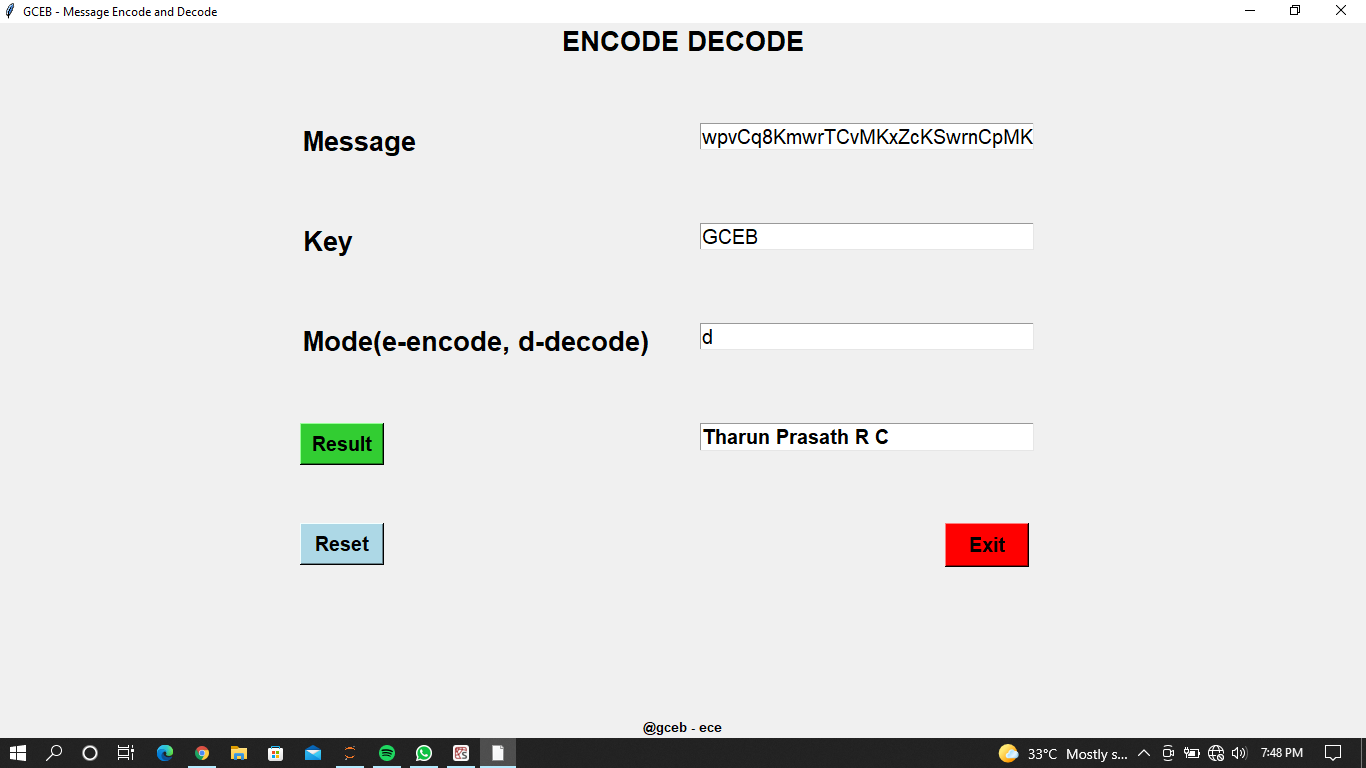 GCEB - Message Encode and Decode
ENCODE DECODE
Message
wpvCq8KmwrTCvMKxZcKSwrnCpMK
Key
GCEB
Mode(e-encode, d-decode)
d
Result
Tharun Prasath R C
Reset
Exit
@gceb - ece
33°C Mostly s...
7:48 PM